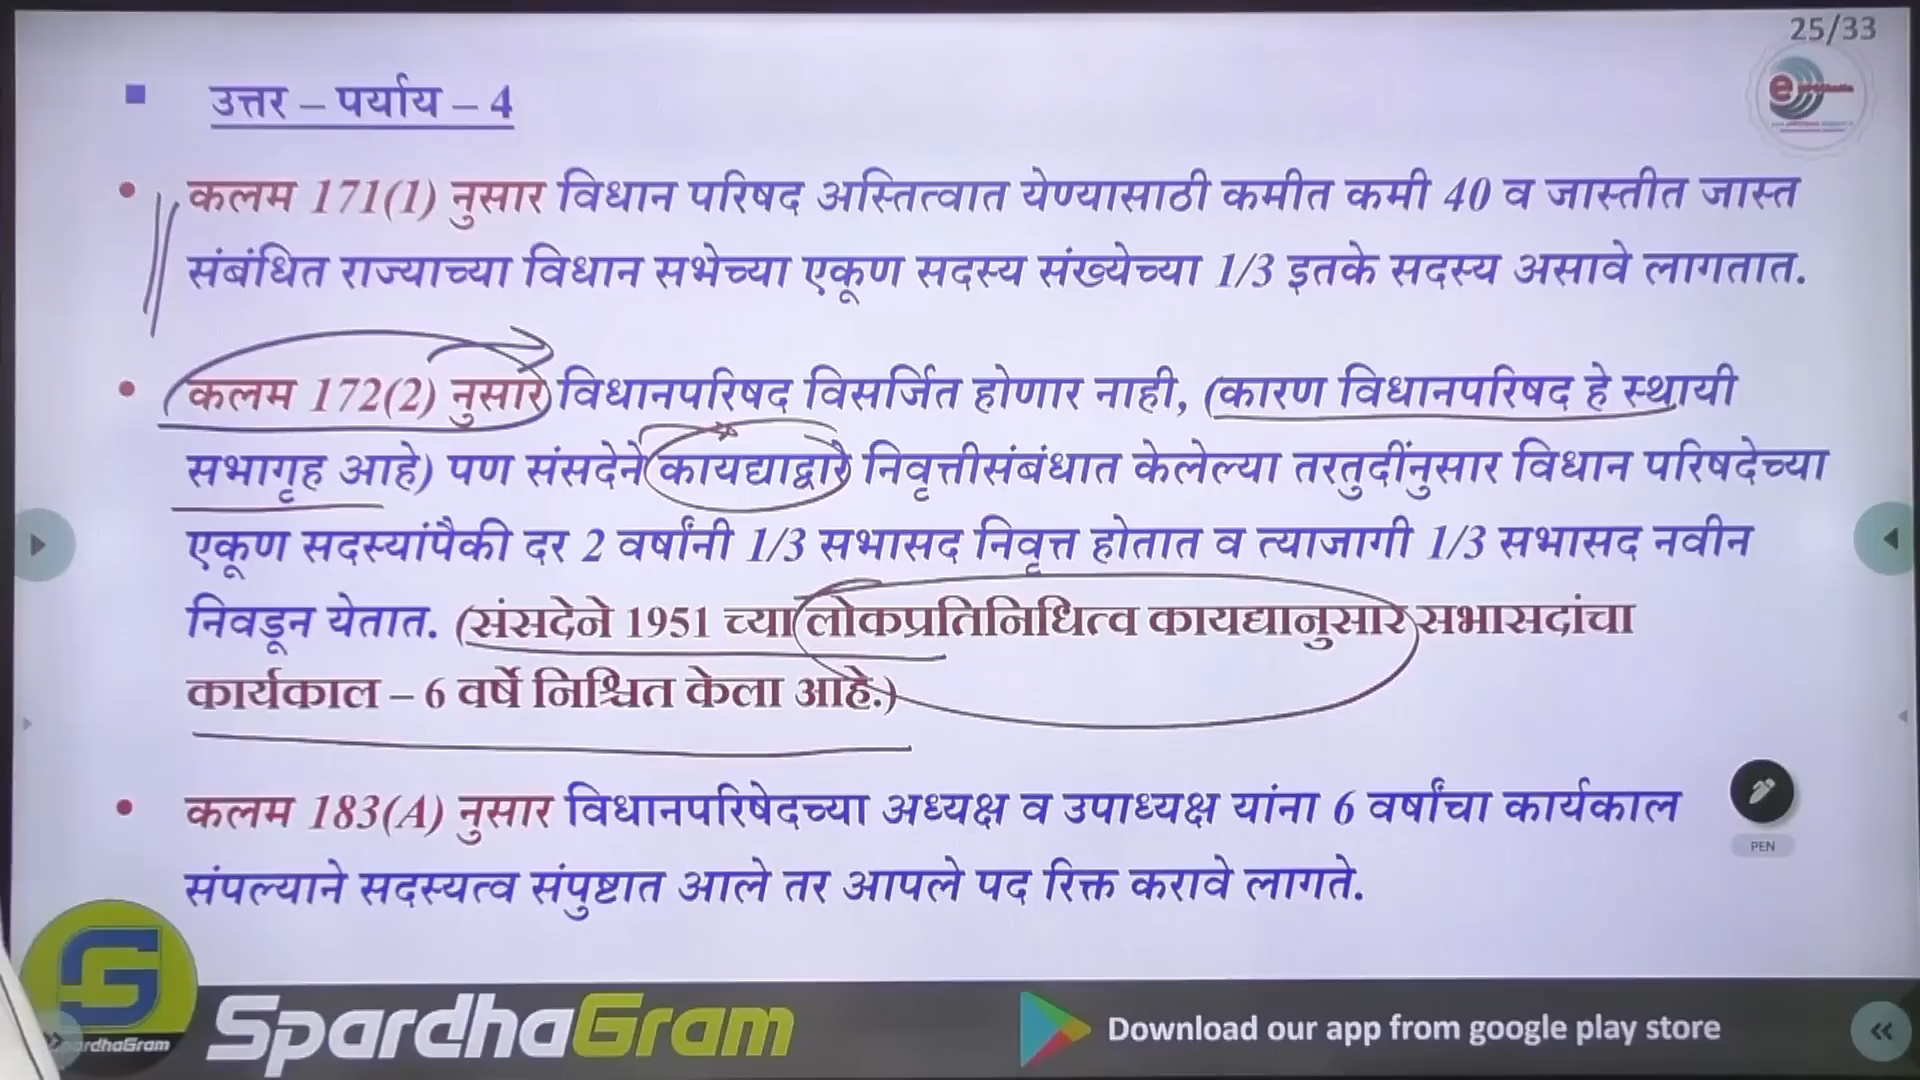 25/33
उत्तर – पर्याय – 4
कलम 171(1) नुसार विधान परिषद अस्तित्वात येण्यासाठी कमीत कमी 40 व जास्तीत जास्त
संबंधित राज्याच्या विधान सभेच्या एकूण सदस्य संख्येच्या 1/3 इतके सदस्य असावे लागतात.
कलम 172(2) नुसार विधानपरिषद विसर्जित होणार नाही, (कारण विधानपरिषद हे स्थायी
सभागृह आहे) पण संसदेने कायद्याद्वारे निवृत्तीसंबंधात केलेल्या तरतुदींनुसार विधान परिषदेच्या
एकूण सदस्यांपैकी दर 2 वर्षांनी 1/3 सभासद निवृत्त होतात व त्याजागी 1/3 सभासद नवीन
निवडून येतात. (संसदेने 1951 च्या लोकप्रतिनिधित्व कायद्यानुसार सभासदांचा
कार्यकाल – 6 वर्षे निश्चित केला आहे.)
कलम 183(A) नुसार विधानपरिषेदच्या अध्यक्ष व उपाध्यक्ष यांना 6 वर्षांचा कार्यकाल
संपल्याने सदस्यत्व संपुष्टात आले तर आपले पद रिक्त करावे लागते.
PEN
SpardhaGram
SpardhaGram
Download our app from google play store